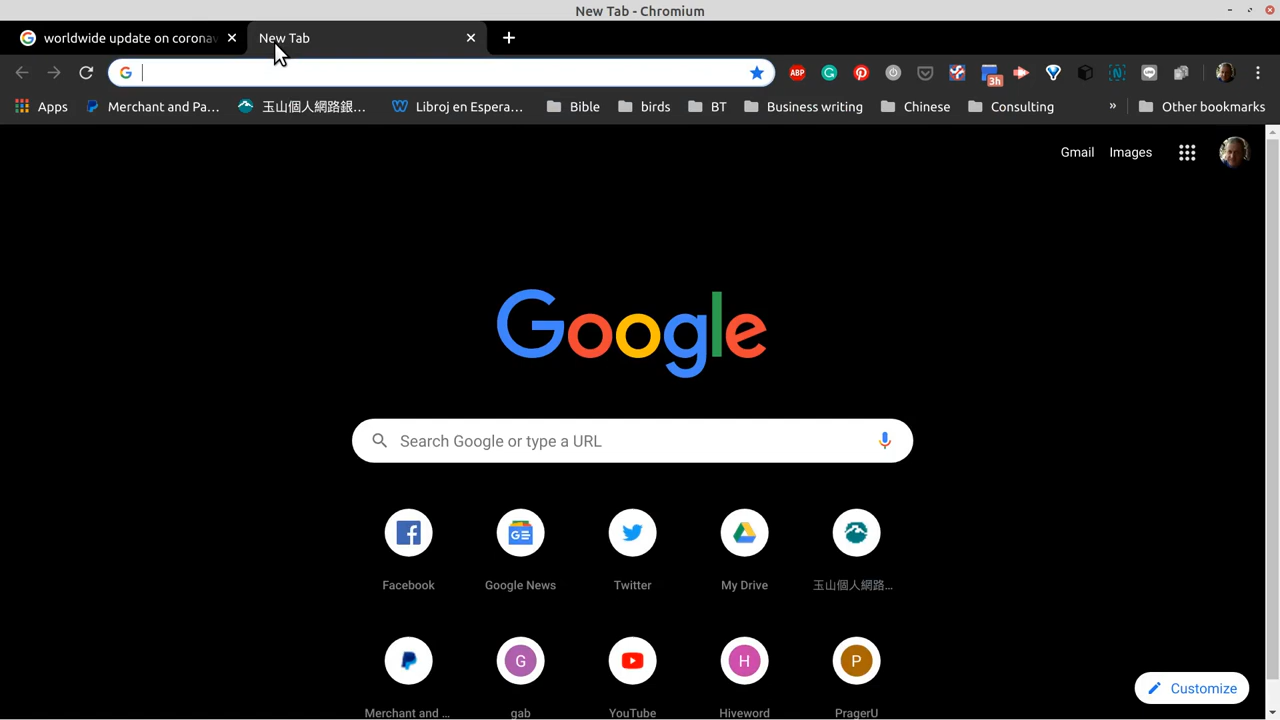 New Tab - Chromium
worldwide update on corona
New Tab
ABP
3h
Apps
Merchant and Pa...
玉山個人網路銀...
Libroj en Espera...
Bible
birds
BT
Business writing
Chinese
Consulting
»
Other bookmarks
Gmail
Images
Google
Search Google or type a URL
Facebook
Google News
Twitter
My Drive
玉山個人網路...
G
H
P
Merchant and ...
gab
YouTube
Hiveword
PragerU
Customize